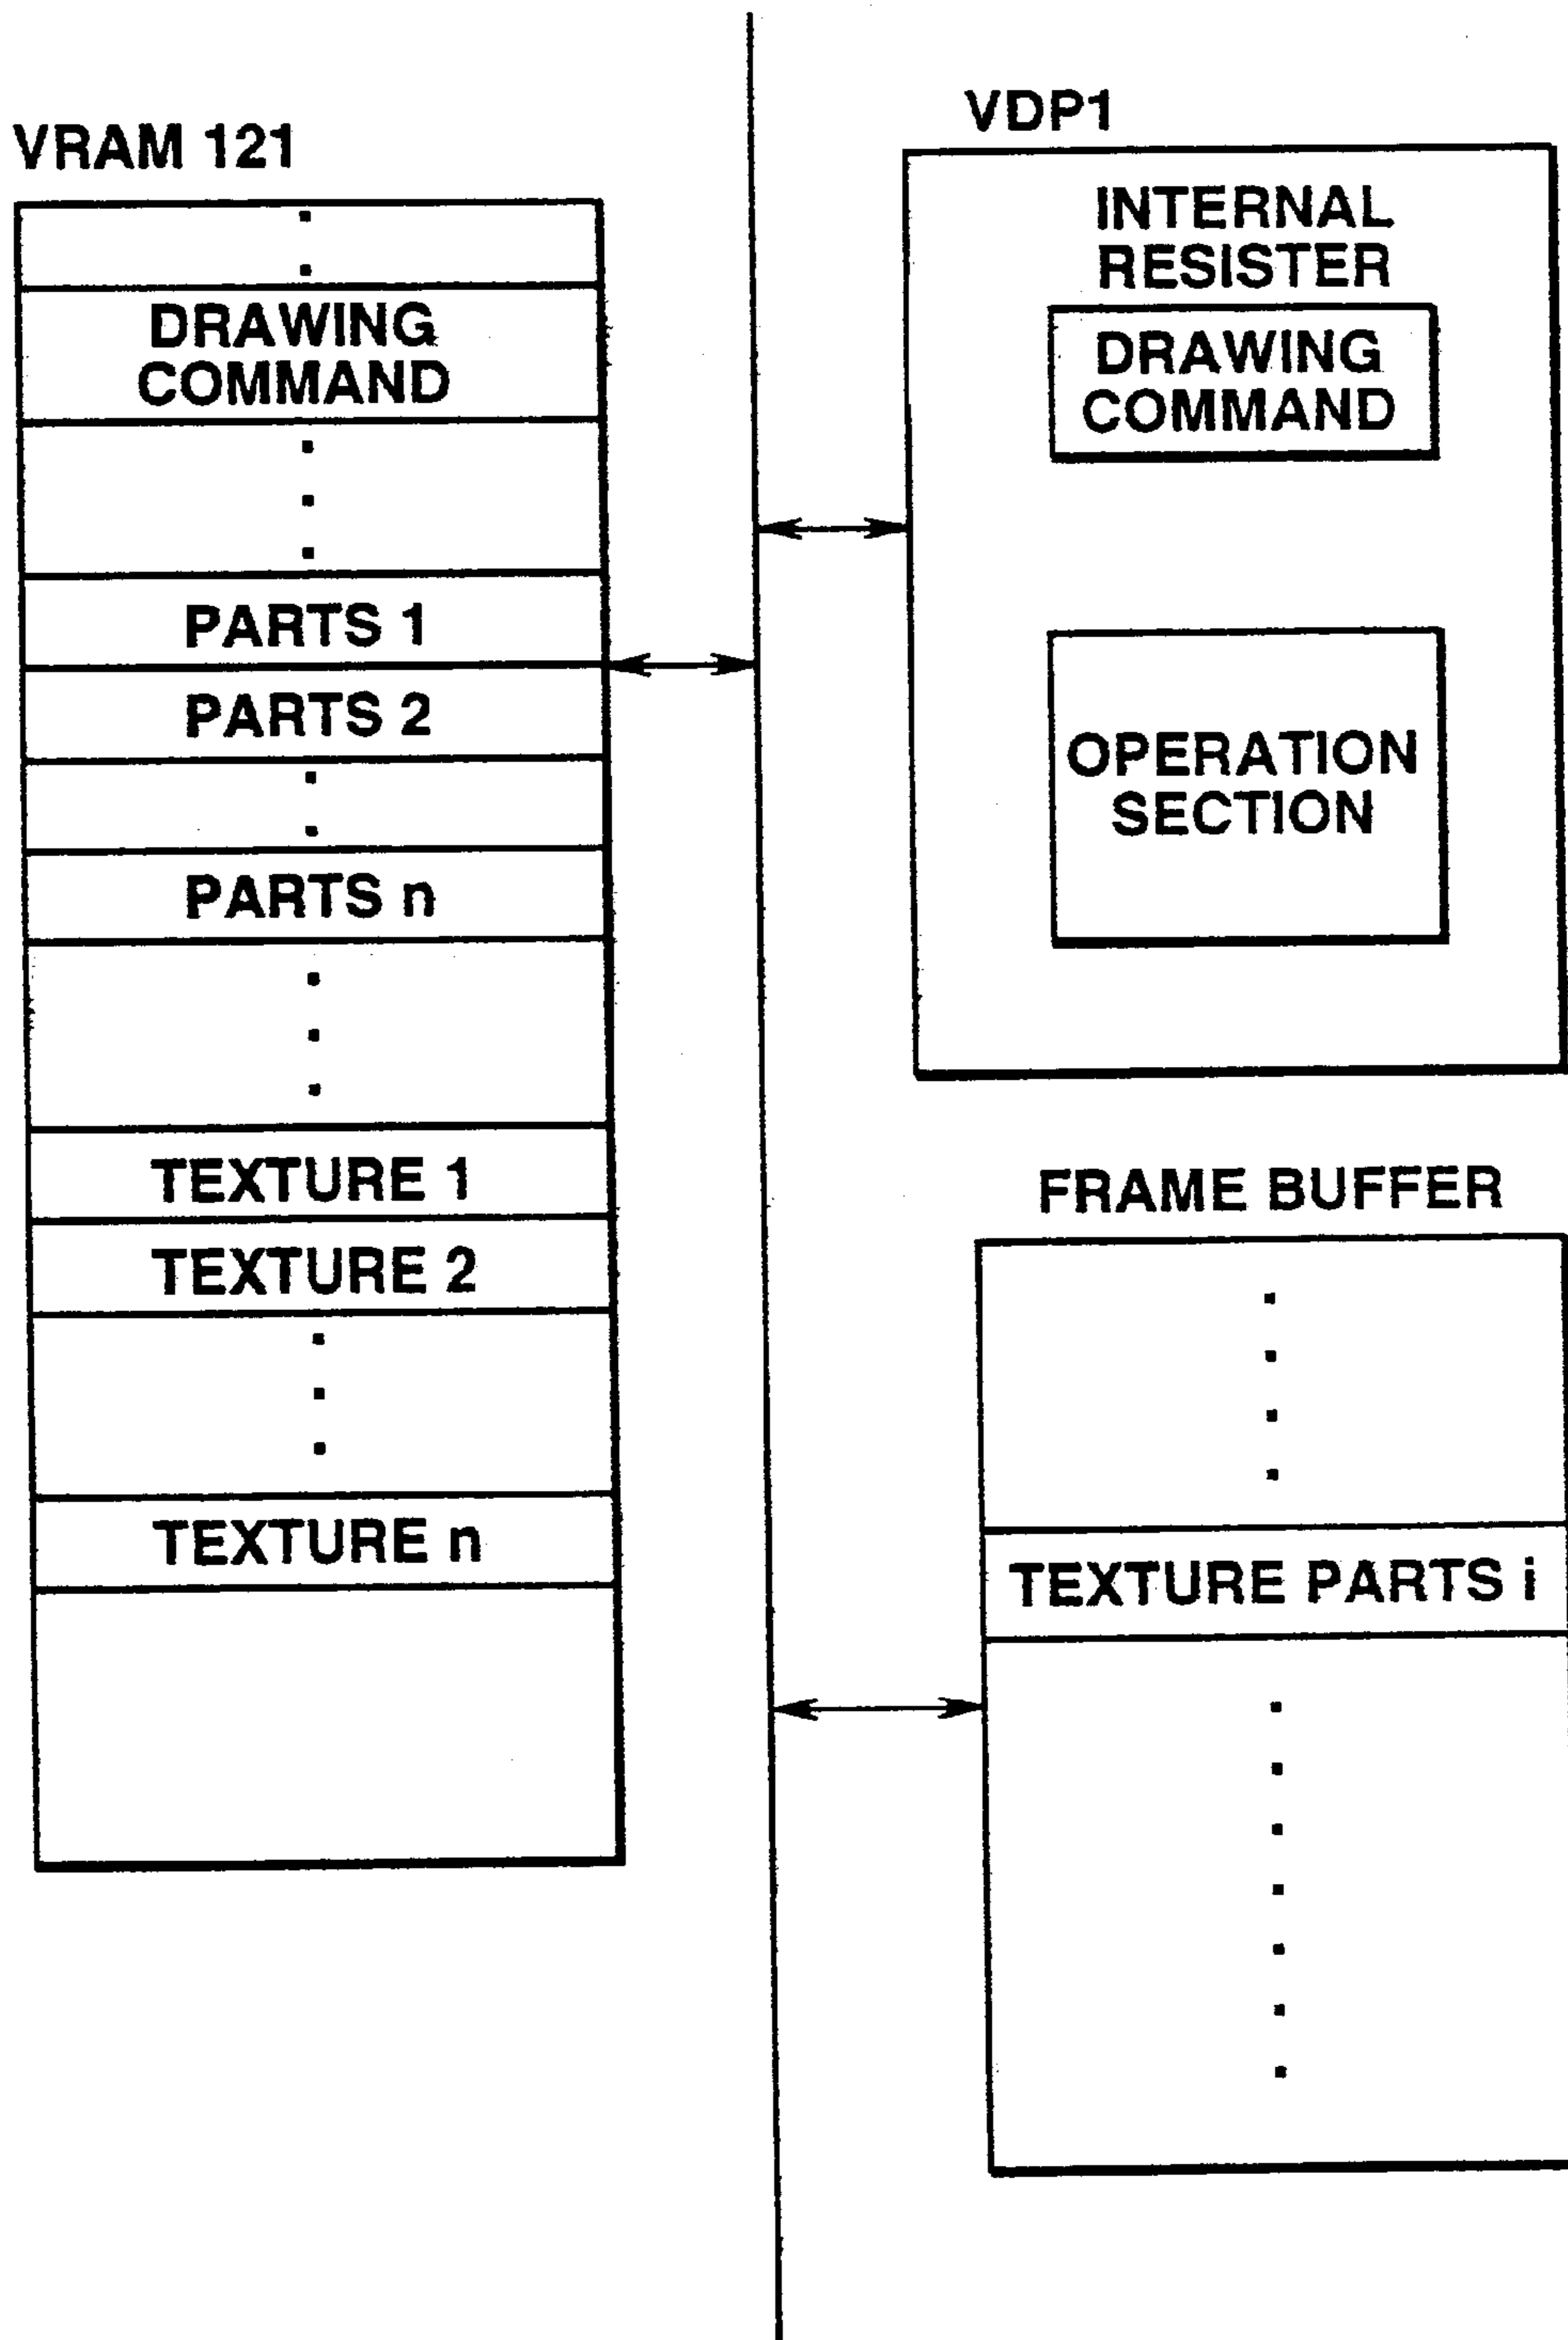 VRAM 121
DRAWING
COMMAND
PARTS 1
PARTS 2
PARTS n
TEXTURE 1
TEXTURE 2
TEXTURE n
VDP1
INTERNAL
RESISTER
DRAWING
COMMAND
OPERATION
SECTION
FRAME BUFFER
TEXTURE PARTS i